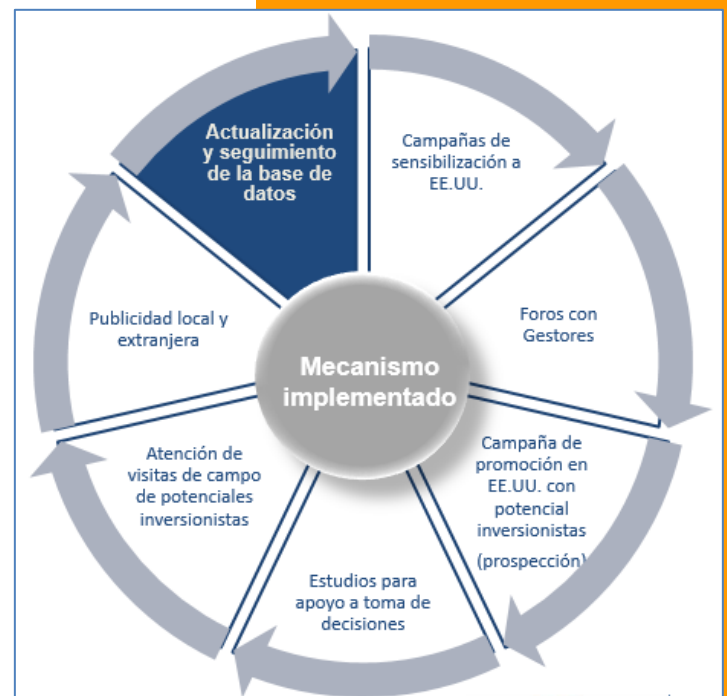 Actualización
y seguimiento
de la base de
datos
Campañas de
sensibilización a
EE.UU.
Foros con
Gestores
Campaña de
promoción en
EE.UU. con
potencial
inversionistas
(prospección)
Estudios para
apoyo a toma de
decisiones
Atención de
visitas de campo
de potenciales
inversionistas
Publicidad local y
extranjera
Mecanismo
implementado